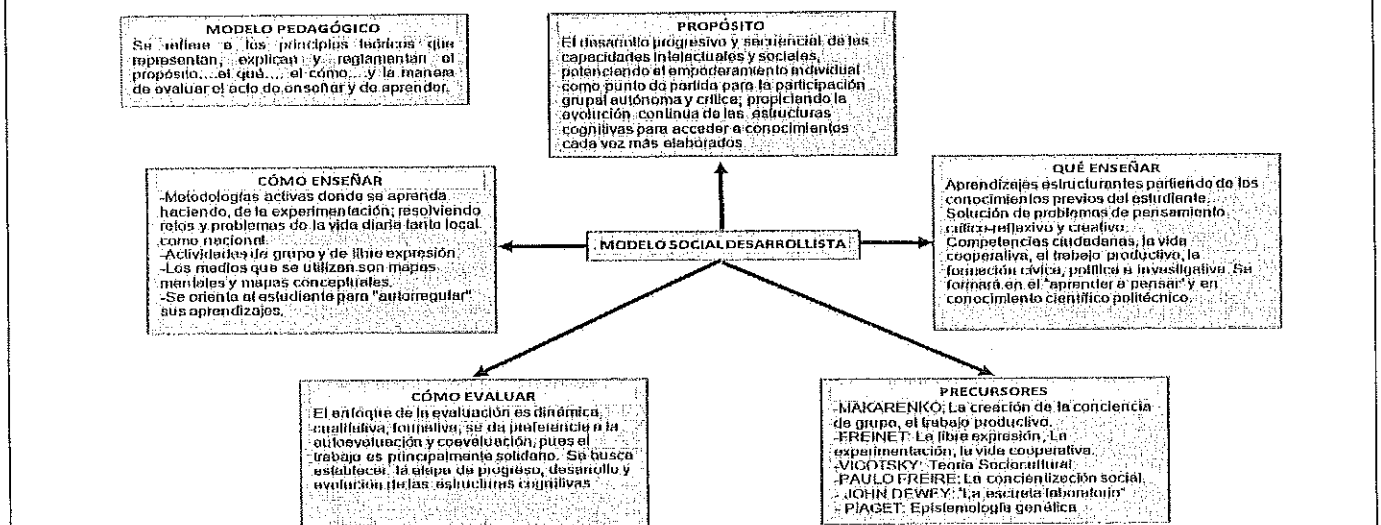 MODELO PEDAGÓGICO
Se refiere a los principios teóricos que
representan, explican y reglamentan el
propósito,...el qué..., el cómo,...y la manera
de evaluar el acto de enseñar y de aprender.
PROPÓSITO
El desarrollo progresivo y secuencial de las
capacidades intelectuales y sociales,
potenciando el empoderamiento individual
como punto de partida para la participación
grupal autónoma y crítica; propiciando la
evolución continua de las estructuras
cognitivas para acceder a conocimientos
cada vez más elaborados
CÓMO ENSEÑAR
-Metodologías activas donde se aprenda
haciendo, de la experimentación; resolviendo
retos y problemas de la vida diaria tanto local
como nacional.
-Actividades de grupo y de libre expresión.
-Los medios que se utilizan son mapas
mentales y mapas conceptuales.
-Se orienta al estudiante para "autorregular"
sus aprendizajes.
MODELO SOCIAL DESARROLLISTA
QUÉ ENSEÑAR
Aprendizajes estructurantes partiendo de los
conocimientos previos del estudiante.
Solución de problemas de pensamiento
crítico-reflexivo y creativo.
Competencias ciudadanas, la vida
cooperativa, el trabajo productivo, la
formación cívica, política e investigativa. Se
formará en el "aprender a pensar" y en
conocimiento científico politécnico.
CÓMO EVALUAR
El enfoque de la evaluación es dinámica,
cualitativa, formativa, se da preferencia a la
autoevaluación y coevaluación, pues el
trabajo es principalmente solidario. Se busca
establecer, la etapa de progreso, desarrollo y
evolución de las estructuras cognitivas
PRECURSORES
-MAKARENKO: La creación de la conciencia
de grupo, el trabajo productivo.
-FREINET: La libre expresión, La
experimentación, la vida cooperativa.
-VIGOTSKY: Teoría Sociocultural
-PAULO FREIRE: La concientización social.
- JOHN DEWEY: "La escuela laboratorio"
- PIAGET: Epistemología genética